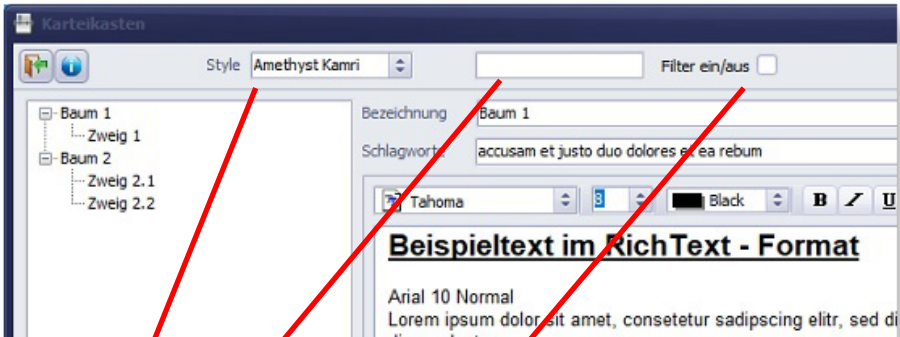 Karteikasten
Style Amethyst Kamri Filter ein/aus
Baum 1
Zweig 1
Baum 2
Zweig 2.1
Zweig 2.2
Bezeichnung Baum 1
Schlagworte accusam et justo duo dolores et ea rebum
Tahoma 8 Black B I U
Beispieltext im RichText - Format
Arial 10 Normal
Lorem ipsum dolor sit amet, consetetur sadipscing elitr, sed di